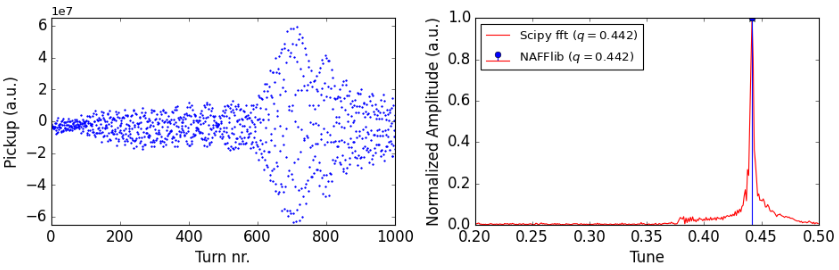 1e7
6
4
2
0
−2
−4
−6
0 200 400 600 800 1000
Pickup (a.u.)
Turn nr.
1.0
0.8
0.6
0.4
0.2
0.0
0.20 0.25 0.30 0.35 0.40 0.45 0.50
Normalized Amplitude (a.u.)
Tune
Scipy fft (q = 0.442)
NAFFlib (q = 0.442)